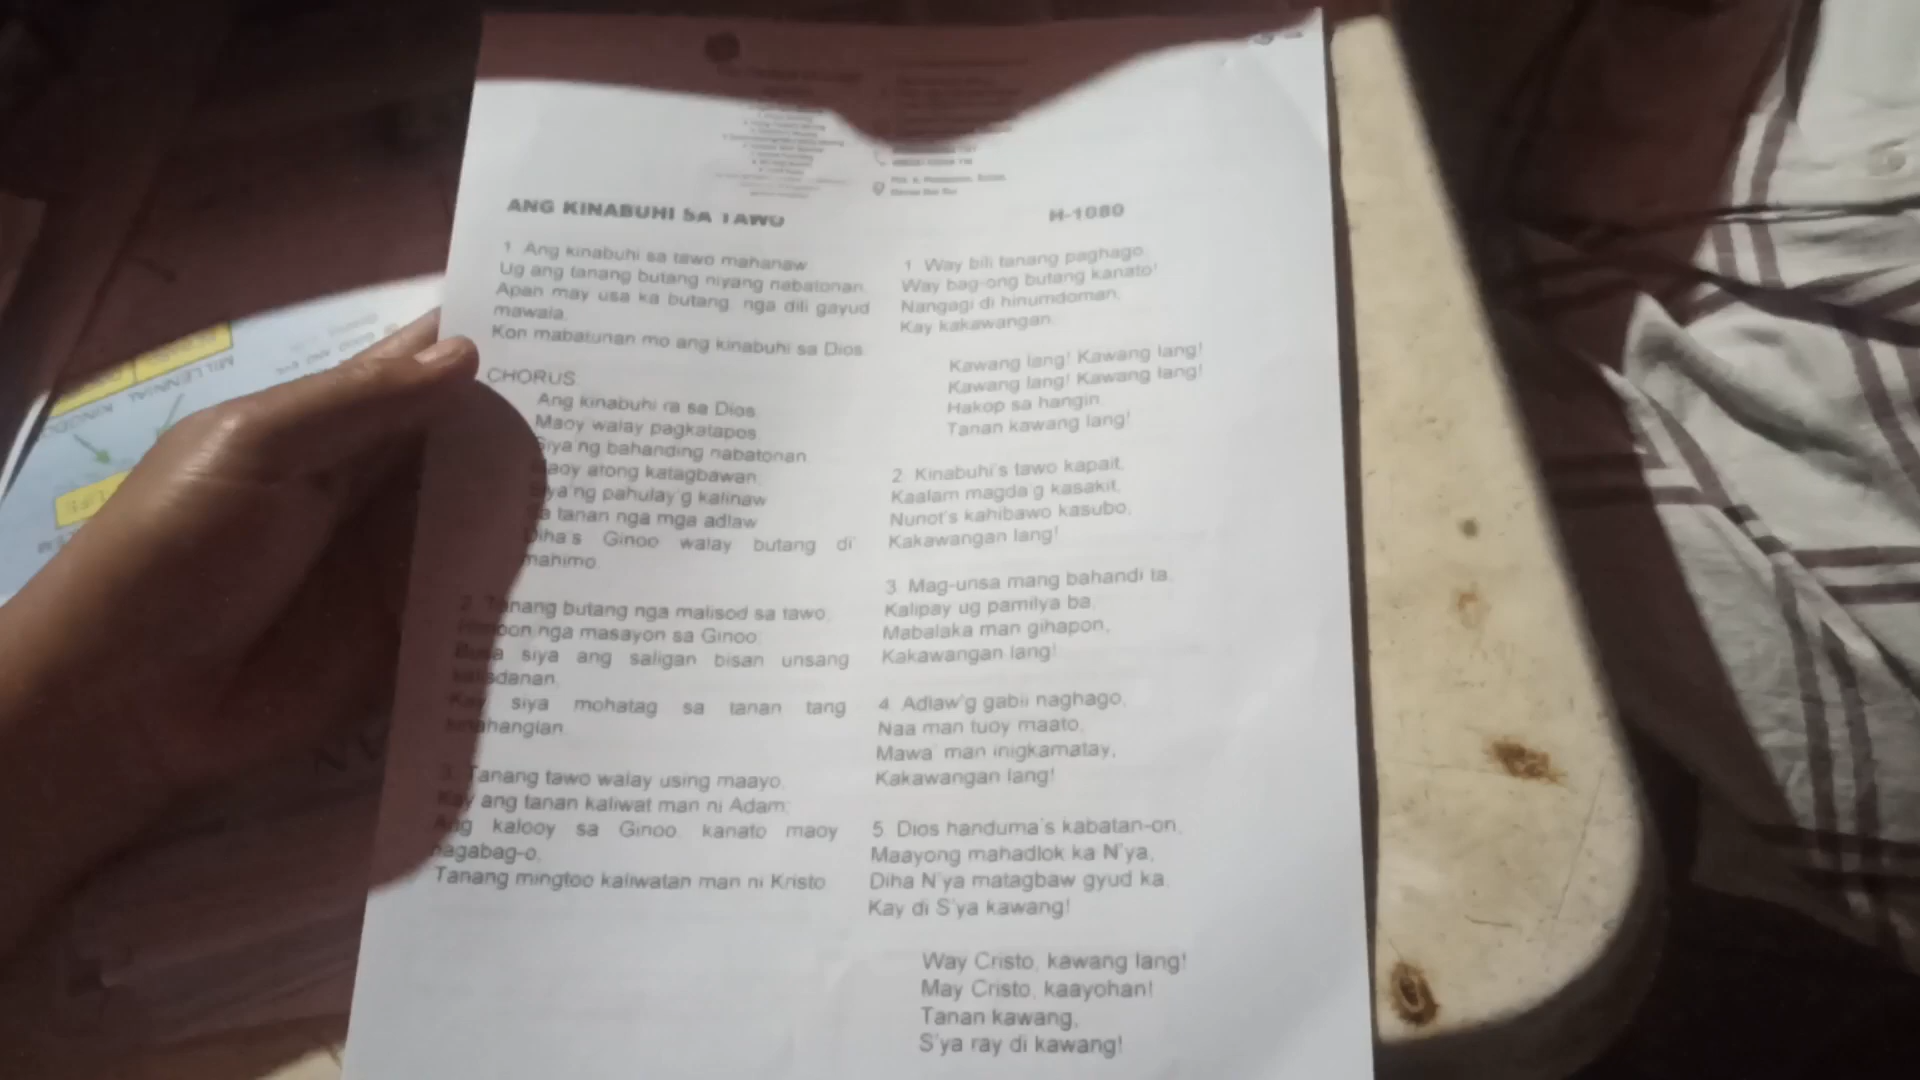 ANG KINABUHI SA TAWO
1 Ang kinabuhi sa tawo mahanaw
Ug ang tanang butang niyang nabatonan.
Apan may usa ka butang, nga dili gayud
mawala.
Kon mabatunan mo ang kinabuhi sa Dios.
CHORUS
Ang kinabuhi ra sa Dios,
Maoy walay pagkatapos.
Siya'ng bahanding nabatonan
Maoy atong katagbawan,
Siya'ng pahulay'g kalinaw
Sa tanan nga mga adlaw
Diha's Ginoo walay butang di
mahimo.
2. Tanang butang nga malisod sa tawo,
Himoon nga masayon sa Ginoo
Busa siya ang saligan bisan unsang
kalisdanan,
Kay siya mohatag sa tanan tang
kinahanglan.
3. Tanang tawo walay using maayo,
Kay ang tanan kaliwat man ni Adam;
Ang kalooy sa Ginoo, kanato maoy
nagabag-o,
Tanang mingtoo kaliwatan man ni Kristo
H-1080
1 Way bili tanang paghago
Way bag-ong butang kanato!
Nangagi di hinumdoman,
Kay kakawangan.
Kawang lang! Kawang lang!
Kawang lang! Kawang lang!
Hakop sa hangin,
Tanan kawang lang!
2. Kinabuhi's tawo kapait,
Kaalam magda'g kasakit,
Nunot's kahibawo kasubo,
Kakawangan lang!
3. Mag-unsa mang bahandi ta,
Kalipay ug pamilya ba,
Mabalaka man gihapon,
Kakawangan lang!
4. Adlaw'g gabii naghago,
Naa man tuoy maato,
Mawa' man inigkamatay,
Kakawangan lang!
5. Dios handuma's kabatan-on,
Maayong mahadlok ka N'ya,
Diha N'ya matagbaw gyud ka,
Kay di S'ya kawang!
Way Cristo, kawang lang!
May Cristo, kaayohan!
Tanan kawang,
S'ya ray di kawang!